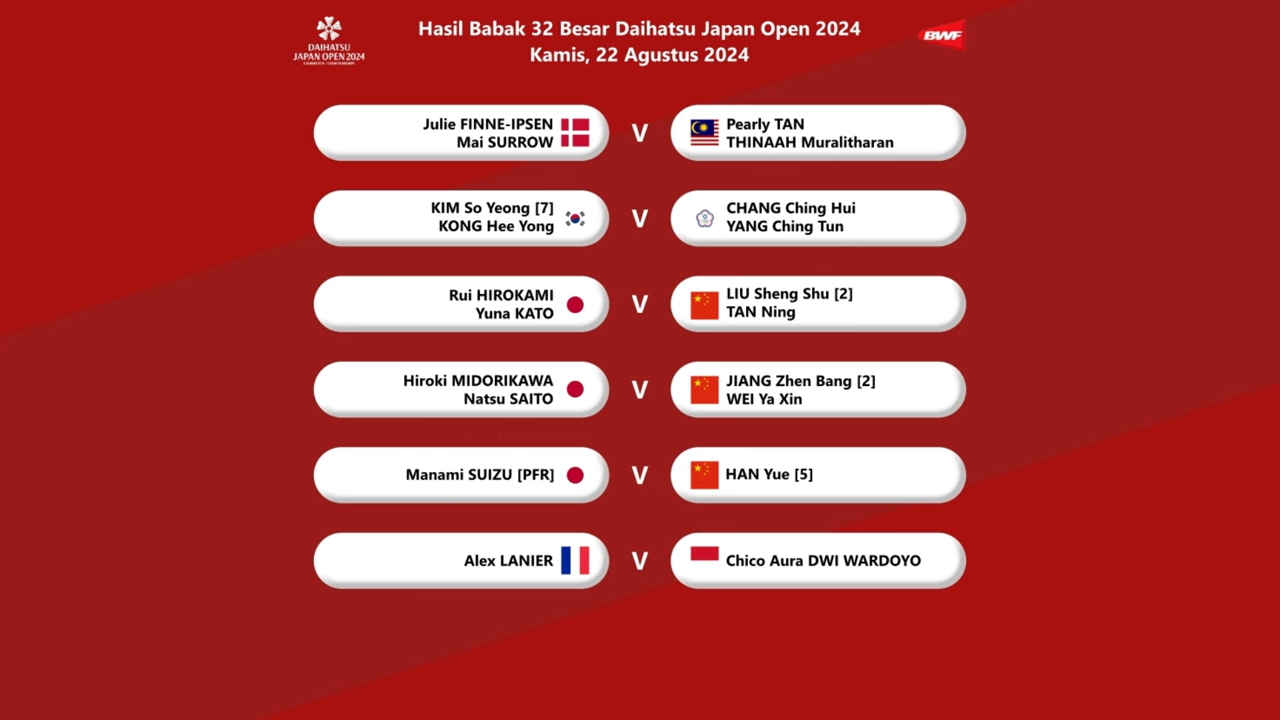 DAIHATSU
JAPAN OPEN 2024
Hasil Babak 32 Besar Daihatsu Japan Open 2024
Kamis, 22 Agustus 2024
BWF
Julie FINNE-IPSEN
Mai SURROW
V
Pearly TAN
THINAAH Muralitharan
KIM So Yeong [7]
KONG Hee Yong
V
CHANG Ching Hui
YANG Ching Tun
Rui HIROKAMI
Yuna KATO
V
LIU Sheng Shu [2]
TAN Ning
Hiroki MIDORIKAWA
Natsu SAITO
V
JIANG Zhen Bang [2]
WEI Ya Xin
Manami SUIZU [PFR]
V
HAN Yue [5]
Alex LANIER
V
Chico Aura DWI WARDOYO